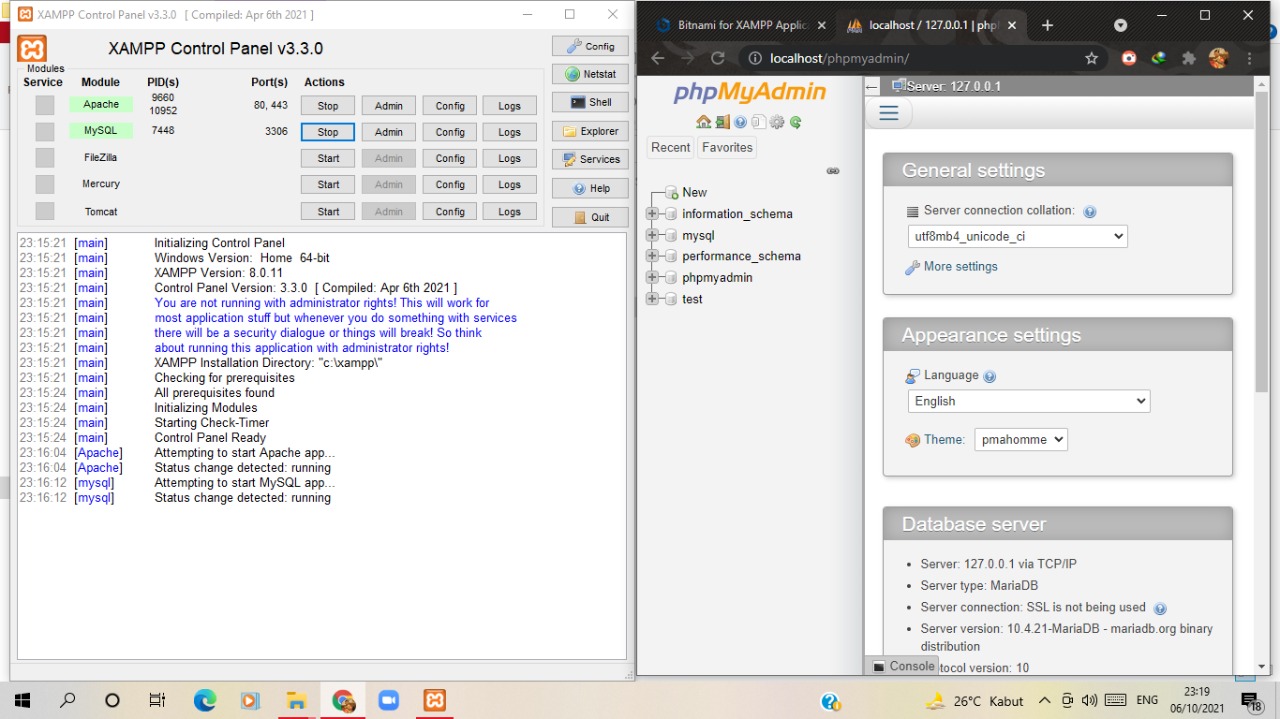 XAMPP Control Panel v3.3.0 [ Compiled: Apr 6th 2021 ]
XAMPP Control Panel v3.3.0
Modules
Service Module PID(s) Port(s) Actions
Apache 9660 10952 80, 443 Stop Admin Config Logs
MySQL 7448 3306 Stop Admin Config Logs
FileZilla Start Admin Config Logs
Mercury Start Admin Config Logs
Tomcat Start Admin Config Logs
Config
Netstat
Shell
Explorer
Services
Help
Quit
23:15:21 [main] Initializing Control Panel
23:15:21 [main] Windows Version: Home 64-bit
23:15:21 [main] XAMPP Version: 8.0.11
23:15:21 [main] Control Panel Version: 3.3.0 [ Compiled: Apr 6th 2021 ]
23:15:21 [main] You are not running with administrator rights! This will work for
23:15:21 [main] most application stuff but whenever you do something with services
23:15:21 [main] there will be a security dialogue or things will break! So think
23:15:21 [main] about running this application with administrator rights!
23:15:21 [main] XAMPP Installation Directory: "c:\xampp\"
23:15:21 [main] Checking for prerequisites
23:15:24 [main] All prerequisites found
23:15:24 [main] Initializing Modules
23:15:24 [main] Starting Check-Timer
23:15:24 [main] Control Panel Ready
23:16:04 [Apache] Attempting to start Apache app...
23:16:04 [Apache] Status change detected: running
23:16:12 [mysql] Attempting to start MySQL app...
23:16:12 [mysql] Status change detected: running
Bitnami for XAMPP Applic
localhost / 127.0.0.1 | php
localhost/phpmyadmin/
phpMyAdmin
Recent Favorites
New
information_schema
mysql
performance_schema
phpmyadmin
test
Server: 127.0.0.1
General settings
Server connection collation:
utf8mb4_unicode_ci
More settings
Appearance settings
Language
English
Theme: pmahomme
Database server
Server: 127.0.0.1 via TCP/IP
Server type: MariaDB
Server connection: SSL is not being used
Server version: 10.4.21-MariaDB - mariadb.org binary
distribution
otocol version: 10
Console
26°C Kabut
ENG
23:19
06/10/2021
18